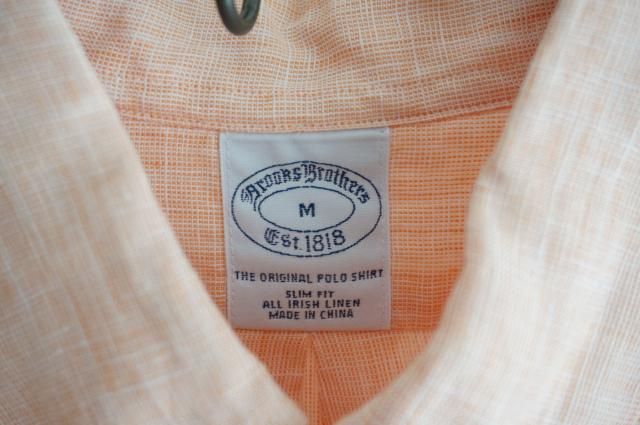 Brooks Brothers
M
Est. 1818
THE ORIGINAL POLO SHIRT
SLIM FIT
ALL IRISH LINEN
MADE IN CHINA